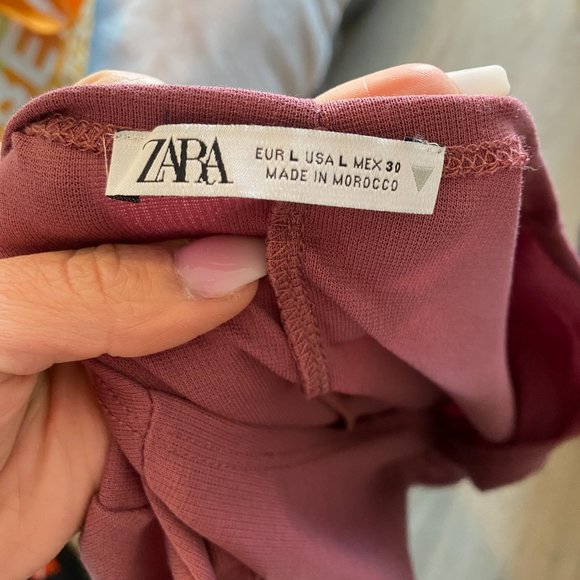 ZARA
EUR L USA L MEX 30
MADE IN MOROCCO